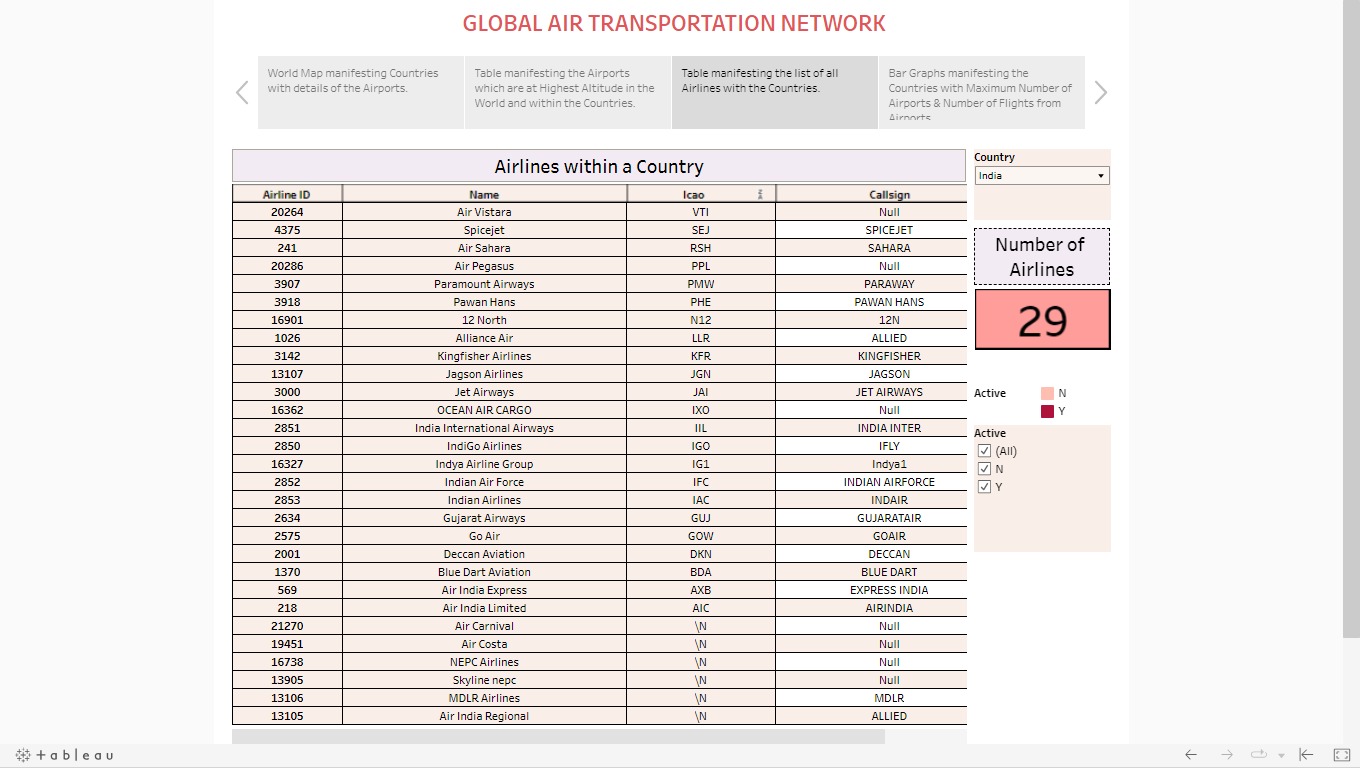 GLOBAL AIR TRANSPORTATION NETWORK
World Map manifesting Countries
with details of the Airports.
Table manifesting the Airports
which are at Highest Altitude in the
World and within the Countries.
Table manifesting the list of all
Airlines with the Countries.
Bar Graphs manifesting the
Countries with Maximum Number of
Airports & Number of Flights from
Airports
Airlines within a Country
Airline ID Name Icao Callsign
20264 Air Vistara VTI Null
4375 Spicejet SEJ SPICEJET
241 Air Sahara RSH SAHARA
20286 Air Pegasus PPL Null
3907 Paramount Airways PMW PARAWAY
3918 Pawan Hans PHE PAWAN HANS
16901 12 North N12 12N
1026 Alliance Air LLR ALLIED
3142 Kingfisher Airlines KFR KINGFISHER
13107 Jagson Airlines JGN JAGSON
3000 Jet Airways JAI JET AIRWAYS
16362 OCEAN AIR CARGO IXO Null
2851 India International Airways IIL INDIA INTER
2850 IndiGo Airlines IGO IFLY
16327 Indya Airline Group IG1 Indya1
2852 Indian Air Force IFC INDIAN AIRFORCE
2853 Indian Airlines IAC INDAIR
2634 Gujarat Airways GUJ GUJARATAIR
2575 Go Air GOW GOAIR
2001 Deccan Aviation DKN DECCAN
1370 Blue Dart Aviation BDA BLUE DART
569 Air India Express AXB EXPRESS INDIA
218 Air India Limited AIC AIRINDIA
21270 Air Carnival \N Null
19451 Air Costa \N Null
16738 NEPC Airlines \N Null
13905 Skyline nepc \N Null
13106 MDLR Airlines \N MDLR
13105 Air India Regional \N ALLIED
Country
India
Number of
Airlines
29
Active N
Y
Active
(All)
N
Y
+ a b l e a u